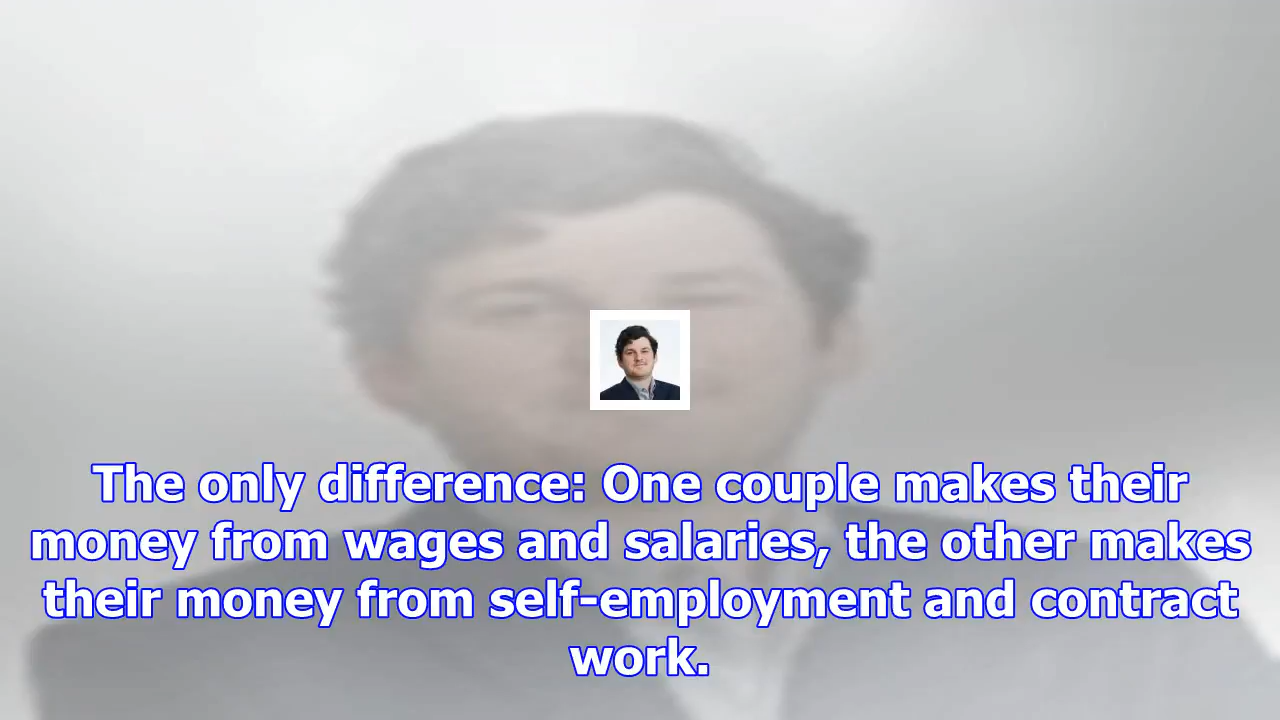 The only difference: One couple makes their
money from wages and salaries, the other makes
their money from self-employment and contract
work.